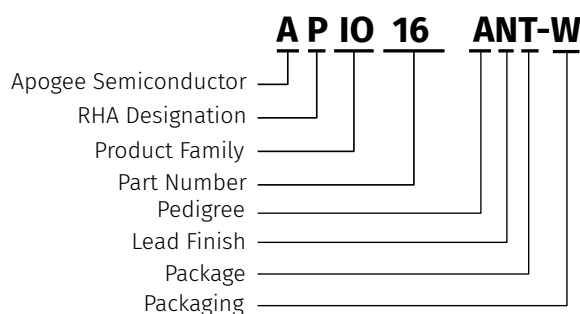 A P IO 16 ANT-W
Apogee Semiconductor
RHA Designation
Product Family
Part Number
Pedigree
Lead Finish
Package
Packaging